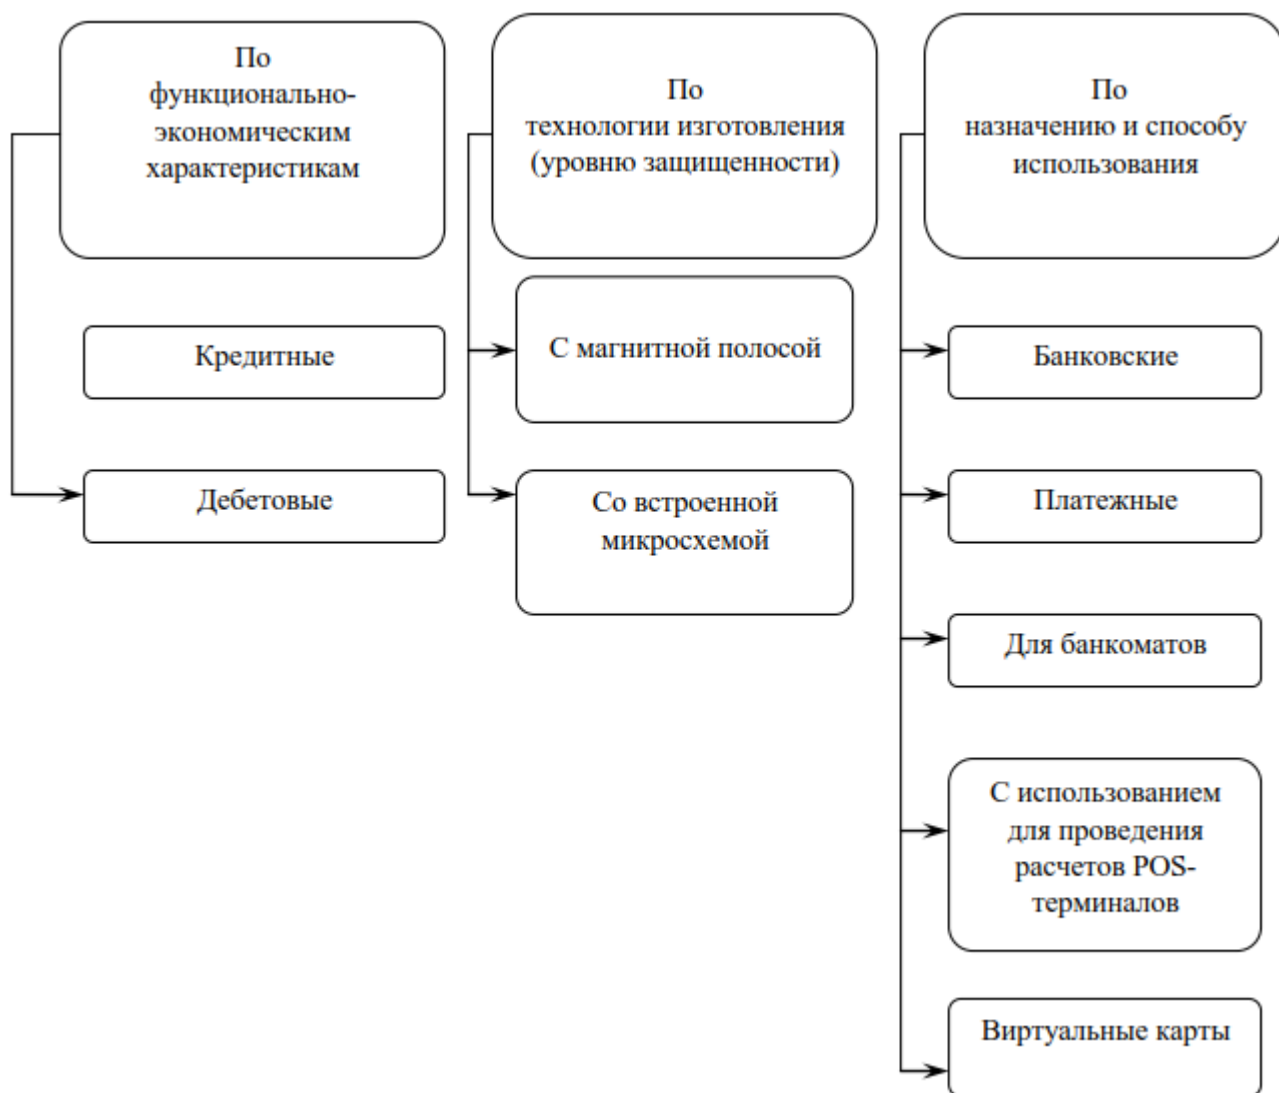 По
функционально-
экономическим
характеристикам
По
технологии изготовления
(уровню защищенности)
По
назначению и способу
использования
Кредитные
Дебетовые
С магнитной полосой
Со встроенной
микросхемой
Банковские
Платежные
Для банкоматов
С использованием
для проведения
расчетов POS-
терминалов
Виртуальные карты